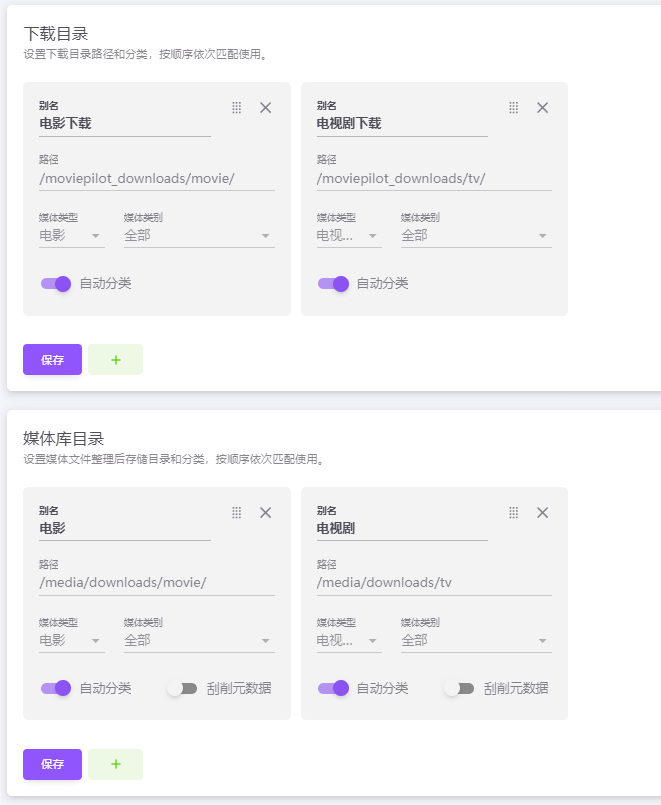 下载目录
设置下载目录路径和分类，按顺序依次匹配使用。
别名
电影下载
路径
/moviepilot_downloads/movie/
媒体类型 媒体类别
电影 全部
自动分类
别名
电视剧下载
路径
/moviepilot_downloads/tv/
媒体类型 媒体类别
电视... 全部
自动分类
保存 +
媒体库目录
设置媒体文件整理后存储目录和分类，按顺序依次匹配使用。
别名
电影
路径
/media/downloads/movie/
媒体类型 媒体类别
电影 全部
自动分类 刮削元数据
别名
电视剧
路径
/media/downloads/tv
媒体类型 媒体类别
电视... 全部
自动分类 刮削元数据
保存 +